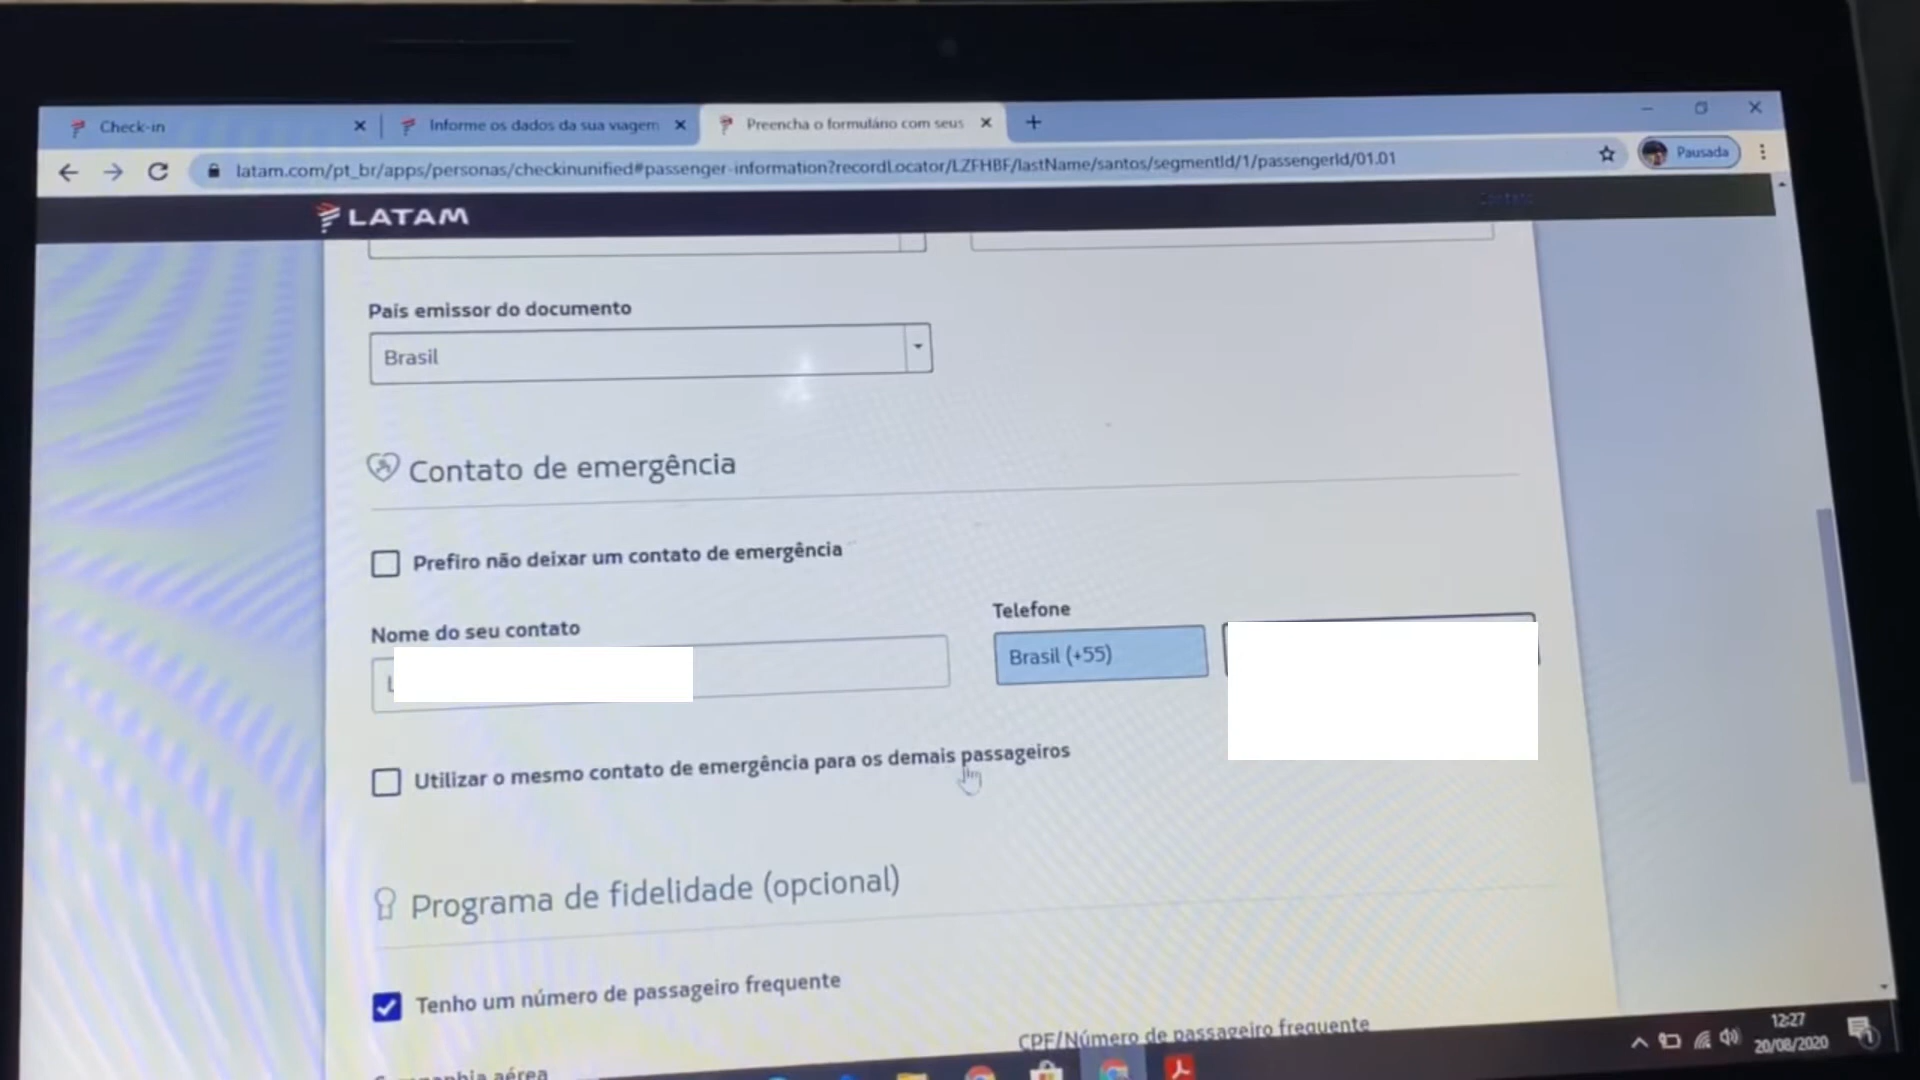 Check-in
Informe os dados da sua viagem
Preencha o formulário com seus
latam.com/pt_br/apps/personas/checkinunified#passenger-information?recordLocator/LZFHBF/lastName/santos/segmentId/1/passengerId/01.01
Pausada
LATAM
Contato
País emissor do documento
Brasil
Contato de emergência
Prefiro não deixar um contato de emergência
Nome do seu contato
Telefone
Brasil (+55)
Utilizar o mesmo contato de emergência para os demais passageiros
Programa de fidelidade (opcional)
Tenho um número de passageiro frequente
CPF/Número de passageiro frequente
aérea
12:27
20/08/2020
1